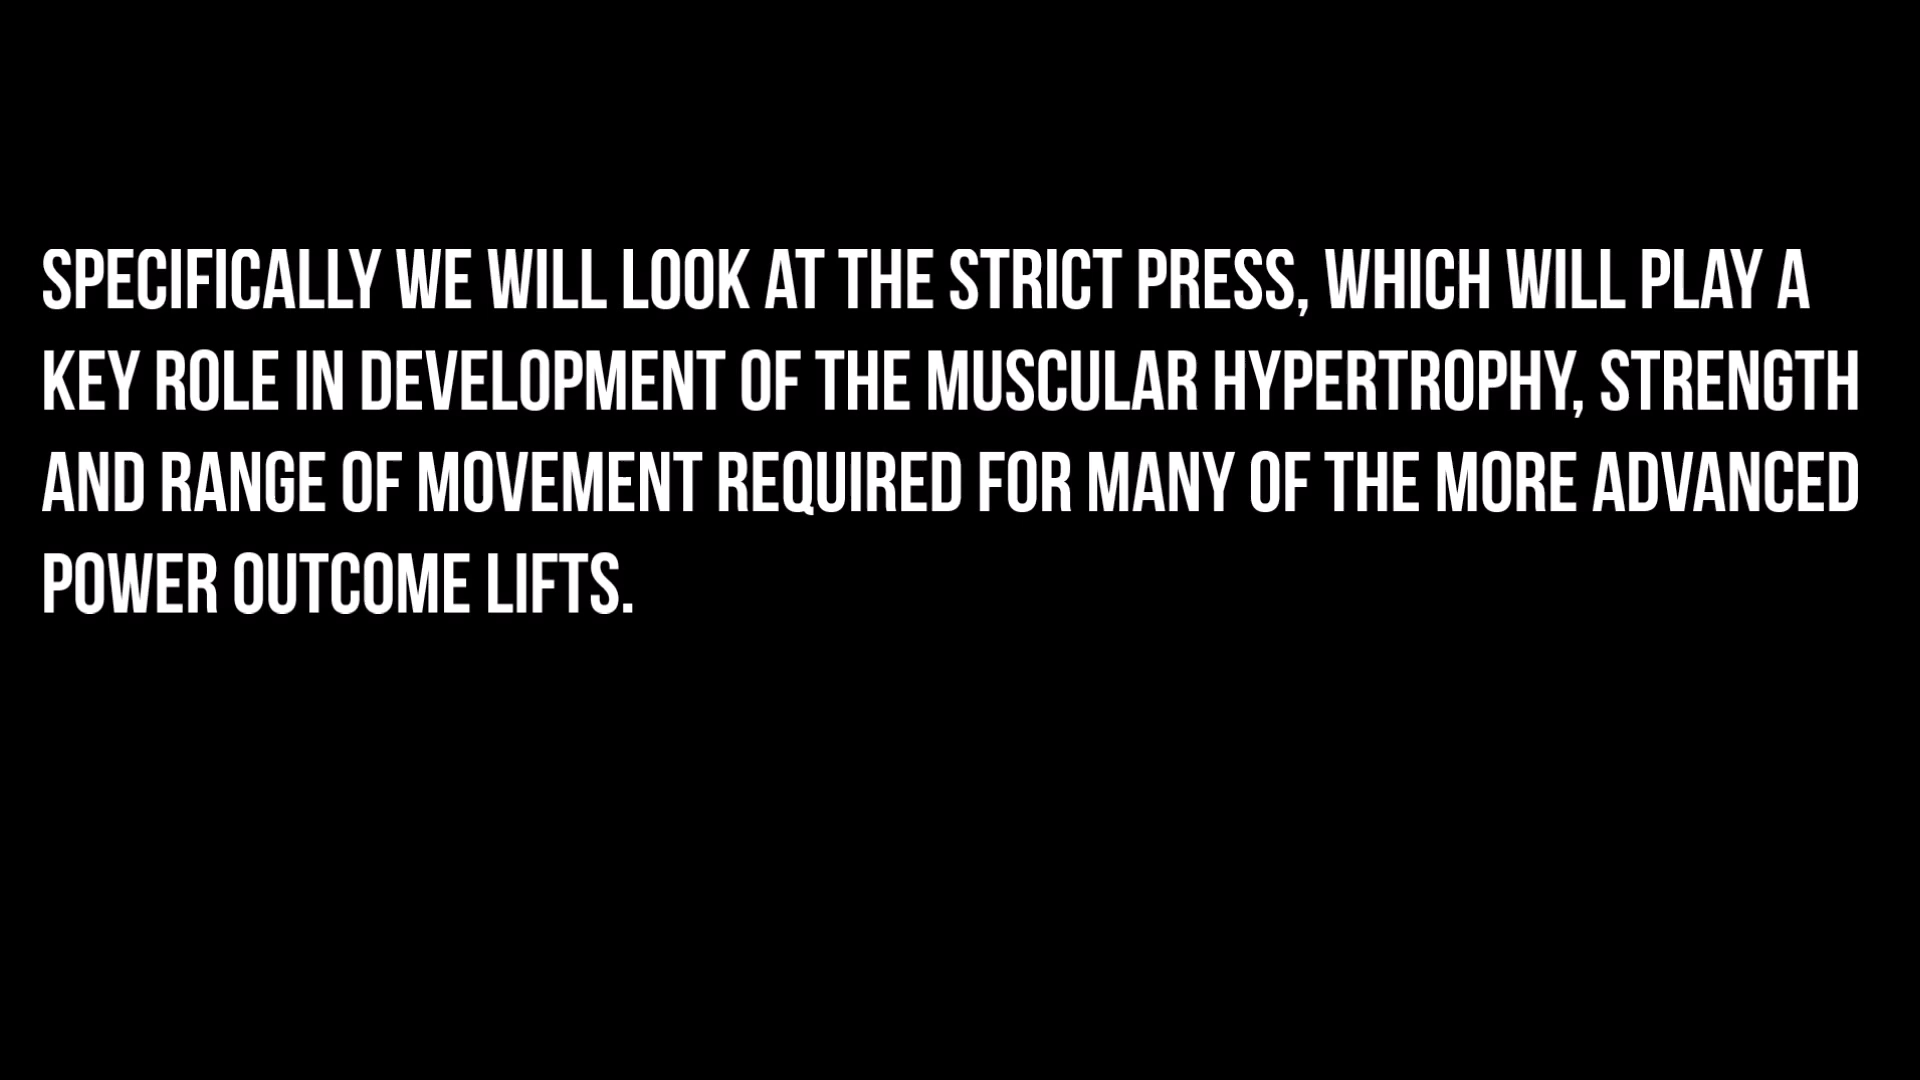 SPECIFICALLY WE WILL LOOK AT THE STRICT PRESS, WHICH WILL PLAY A
KEY ROLE IN DEVELOPMENT OF THE MUSCULAR HYPERTROPHY, STRENGTH
AND RANGE OF MOVEMENT REQUIRED FOR MANY OF THE MORE ADVANCED
POWER OUTCOME LIFTS.